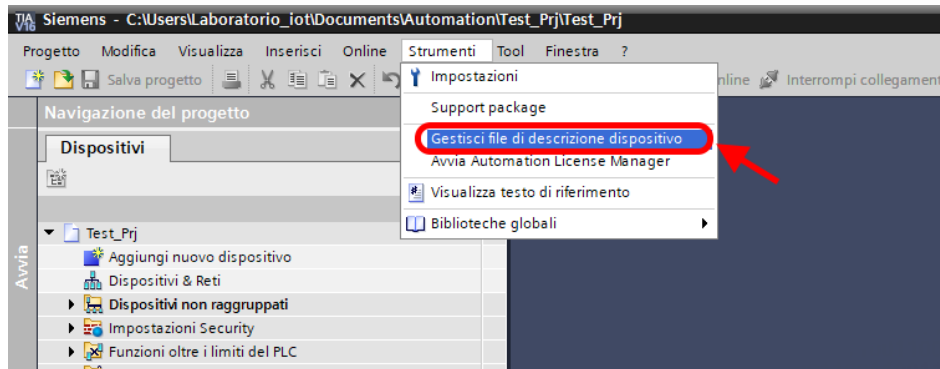 TIA V16 Siemens - C:\Users\Laboratorio_iot\Documents\Automation\Test_Prj\Test_Prj
Progetto Modifica Visualizza Inserisci Online Strumenti Tool Finestra ?
Salva progetto nline Interrompi collegament
Impostazioni
Support package
Gestisci file di descrizione dispositivo
Avvia Automation License Manager
Visualizza testo di riferimento
Biblioteche globali
Navigazione del progetto
Dispositivi
Test_Prj
Aggiungi nuovo dispositivo
Dispositivi & Reti
Dispositivi non raggruppati
Impostazioni Security
Funzioni oltre i limiti del PLC
Avvia